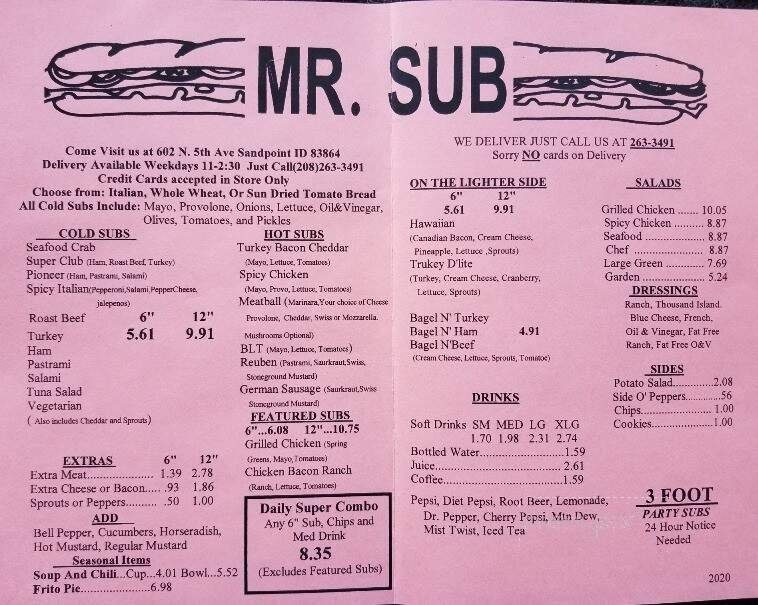 MR. SUB
Come Visit us at 602 N. 5th Ave Sandpoint ID 83864
Delivery Available Weekdays 11-2:30 Just Call(208)263-3491
Credit Cards accepted in Store Only
Choose from: Italian, Whole Wheat, Or Sun Dried Tomato Bread
All Cold Subs Include: Mayo, Provolone, Onions, Lettuce, Oil&Vinegar,
Olives, Tomatoes, and Pickles
COLD SUBS
Seafood Crab
Super Club (Ham, Roast Beef, Turkey)
Pioneer (Ham, Pastrami, Salami)
Spicy Italian(Pepperoni,Salami,PepperCheese,
jalepenos)
Roast Beef 6" 12"
Turkey 5.61 9.91
Ham
Pastrami
Salami
Tuna Salad
Vegetarian
( Also includes Cheddar and Sprouts)
EXTRAS 6" 12"
Extra Meat................. 1.39 2.78
Extra Cheese or Bacon..... .93 1.86
Sprouts or Peppers.......... .50 1.00
ADD
Bell Pepper, Cucumbers, Horseradish,
Hot Mustard, Regular Mustard
Seasonal Items
Soup And Chili...Cup...4.01 Bowl...5.52
Frito Pie.....................6.98
HOT SUBS
Turkey Bacon Cheddar
(Mayo, Lettuce, Tomatoes)
Spicy Chicken
(Mayo, Provo, Lettuce, Tomatoes)
Meatball (Marinara,Your choice of Cheese
Provolone, Cheddar, Swiss or Mozzarella.
Mushrooms Optional)
BLT (Mayo, Lettuce, Tomatoes)
Reuben (Pastrami, Saurkraut,Swiss,
Stoneground Mustard)
German Sausage (Saurkraut,Swiss
Stoneground Mustard)
FEATURED SUBS
6"...6.08 12"...10.75
Grilled Chicken (Spring
Greens, Mayo,Tomatoes)
Chicken Bacon Ranch
(Ranch, Lettuce, Tomatoes)
Daily Super Combo
Any 6" Sub, Chips and
Med Drink
8.35
(Excludes Featured Subs)
WE DELIVER JUST CALL US AT 263-3491
Sorry NO cards on Delivery
ON THE LIGHTER SIDE
6" 12"
5.61 9.91
Hawaiian
(Canadian Bacon, Cream Cheese,
Pineapple, Lettuce ,Sprouts)
Trukey D'lite
(Turkey, Cream Cheese, Cranberry,
Lettuce, Sprouts)
Bagel N' Turkey
Bagel N' Ham 4.91
Bagel N'Beef
(Cream Cheese, Lettuce, Sprouts, Tomatoe)
SALADS
Grilled Chicken ....... 10.05
Spicy Chicken ......... 8.87
Seafood ..................... 8.87
Chef .......................... 8.87
Large Green ............. 7.69
Garden ...................... 5.24
DRESSINGS
Ranch, Thousand Island.
Blue Cheese, French,
Oil & Vinegar, Fat Free
Ranch, Fat Free O&V
SIDES
Potato Salad.............2.08
Side O' Peppers..........56
Chips........................ 1.00
Cookies....................1.00
DRINKS
Soft Drinks SM MED LG XLG
1.70 1.98 2.31 2.74
Bottled Water....................1.59
Juice...................................2.61
Coffee................................1.59
Pepsi, Diet Pepsi, Root Beer, Lemonade,
Dr. Pepper, Cherry Pepsi, Mtn Dew,
Mist Twist, Iced Tea
3 FOOT
PARTY SUBS
24 Hour Notice
Needed
2020